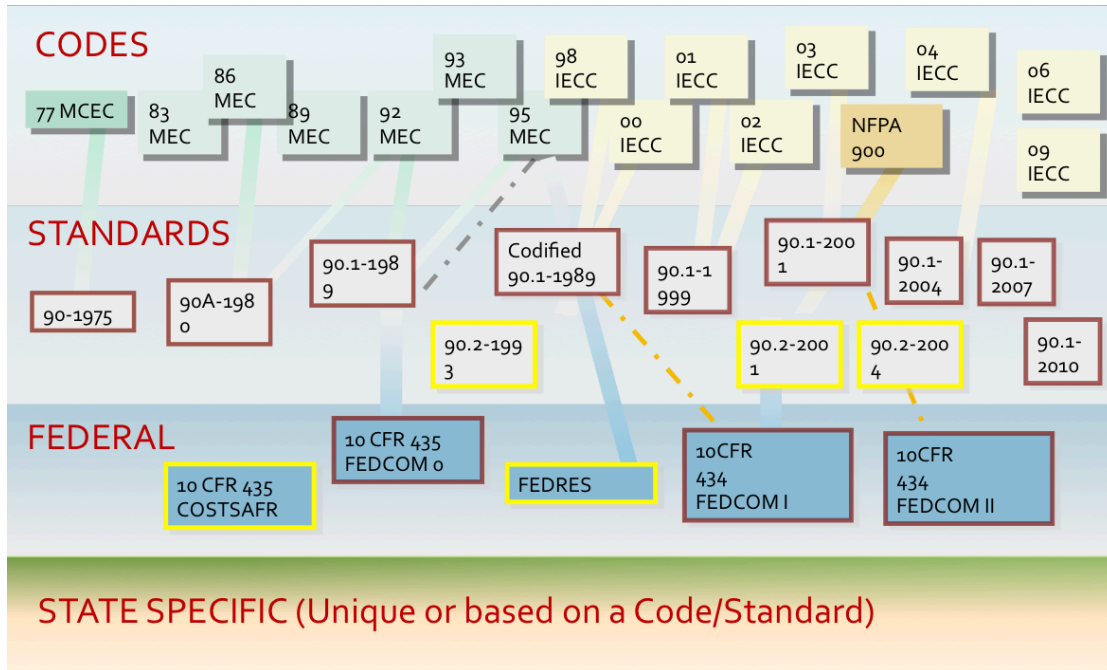 CODES
77 MCEC
83
MEC
86
MEC
89
MEC
92
MEC
93
MEC
95
MEC
98
IECC
00
IECC
01
IECC
02
IECC
03
IECC
NFPA
900
04
IECC
06
IECC
09
IECC
STANDARDS
90-1975
90A-198
0
90.1-198
9
90.2-199
3
Codified
90.1-1989
90.1-1
999
90.1-200
1
90.2-200
1
90.1-
2004
90.2-200
4
90.1-
2007
90.1-
2010
FEDERAL
10 CFR 435
COSTSAFR
10 CFR 435
FEDCOM 0
FEDRES
10CFR
434
FEDCOM I
10CFR
434
FEDCOM II
STATE SPECIFIC (Unique or based on a Code/Standard)